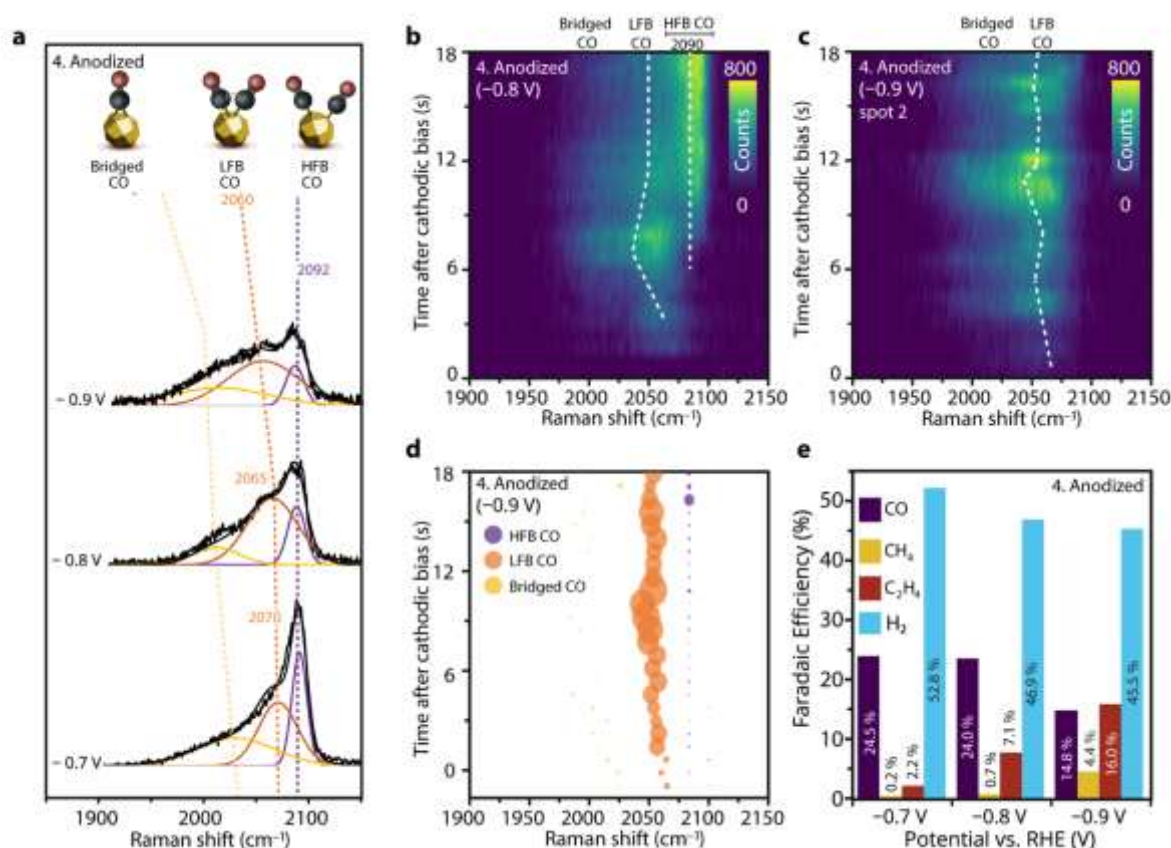 a
4. Anodized
Bridged
CO
LFB
CO
HFB
CO
2060
2092
−0.9 V
2065
−0.8 V
2070
−0.7 V
1900 1950 2000 2050 2100
Raman shift (cm⁻¹)
b
Bridged
CO
LFB
CO
HFB CO
2090
4. Anodized
(−0.8 V)
800
Counts
0
Time after cathodic bias (s)
18
12
6
0
1900 1950 2000 2050 2100 2150
Raman shift (cm⁻¹)
c
Bridged
CO
LFB
CO
4. Anodized
(−0.9 V)
spot 2
800
Counts
0
Time after cathodic bias (s)
18
12
6
0
1900 1950 2000 2050 2100 2150
Raman shift (cm⁻¹)
d
4. Anodized
(−0.9 V)
HFB CO
LFB CO
Bridged CO
Time after cathodic bias (s)
18
12
6
0
1900 1950 2000 2050 2100 2150
Raman shift (cm⁻¹)
e
4. Anodized
CO
CH₄
C₂H₄
H₂
Faradaic Efficiency (%)
50
40
30
20
10
0
24.5 %
0.2 %
2.2 %
52.8 %
24.0 %
0.7 %
7.1 %
46.9 %
14.8 %
4.4 %
16.0 %
45.5 %
−0.7 V −0.8 V −0.9 V
Potential vs. RHE (V)